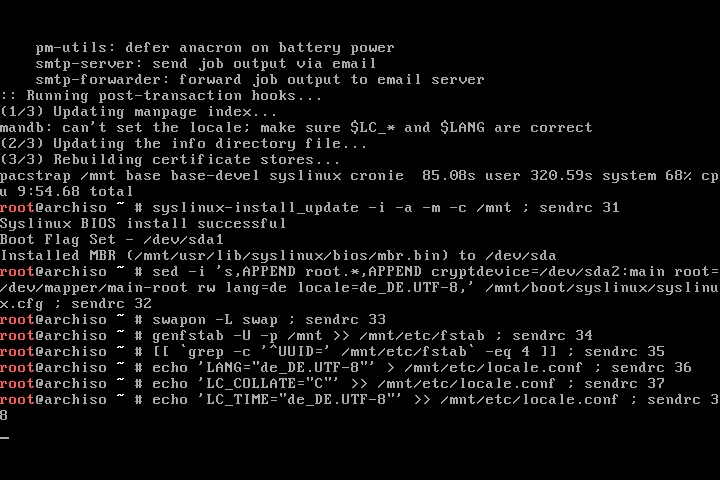 pm-utils: defer anacron on battery power
smtp-server: send job output via email
smtp-forwarder: forward job output to email server
:: Running post-transaction hooks...
(1/3) Updating manpage index...
mandb: can't set the locale; make sure $LC_* and $LANG are correct
(2/3) Updating the info directory file...
(3/3) Rebuilding certificate stores...
pacstrap /mnt base base-devel syslinux cronie  85.08s user 320.59s system 68% cp
u 9:54.68 total
root@archiso ~ # syslinux-install_update -i -a -m -c /mnt ; sendrc 31
Syslinux BIOS install successful
Boot Flag Set - /dev/sda1
Installed MBR (/mnt/usr/lib/syslinux/bios/mbr.bin) to /dev/sda
root@archiso ~ # sed -i 's,APPEND root.*,APPEND cryptdevice=/dev/sda2:main root=
/dev/mapper/main-root rw lang=de locale=de_DE.UTF-8,' /mnt/boot/syslinux/syslinu
x.cfg ; sendrc 32
root@archiso ~ # swapon -L swap ; sendrc 33
root@archiso ~ # genfstab -U -p /mnt >> /mnt/etc/fstab ; sendrc 34
root@archiso ~ # [[ `grep -c '^UUID=' /mnt/etc/fstab` -eq 4 ]] ; sendrc 35
root@archiso ~ # echo 'LANG="de_DE.UTF-8"' > /mnt/etc/locale.conf ; sendrc 36
root@archiso ~ # echo 'LC_COLLATE="C"' >> /mnt/etc/locale.conf ; sendrc 37
root@archiso ~ # echo 'LC_TIME="de_DE.UTF-8"' >> /mnt/etc/locale.conf ; sendrc 3
8